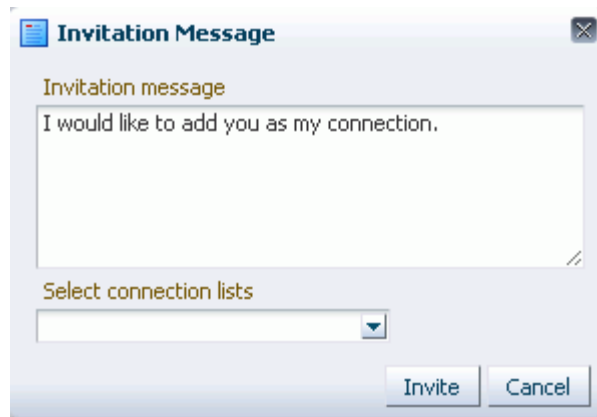 Invitation Message
Invitation message
I would like to add you as my connection.
Select connection lists
Invite Cancel